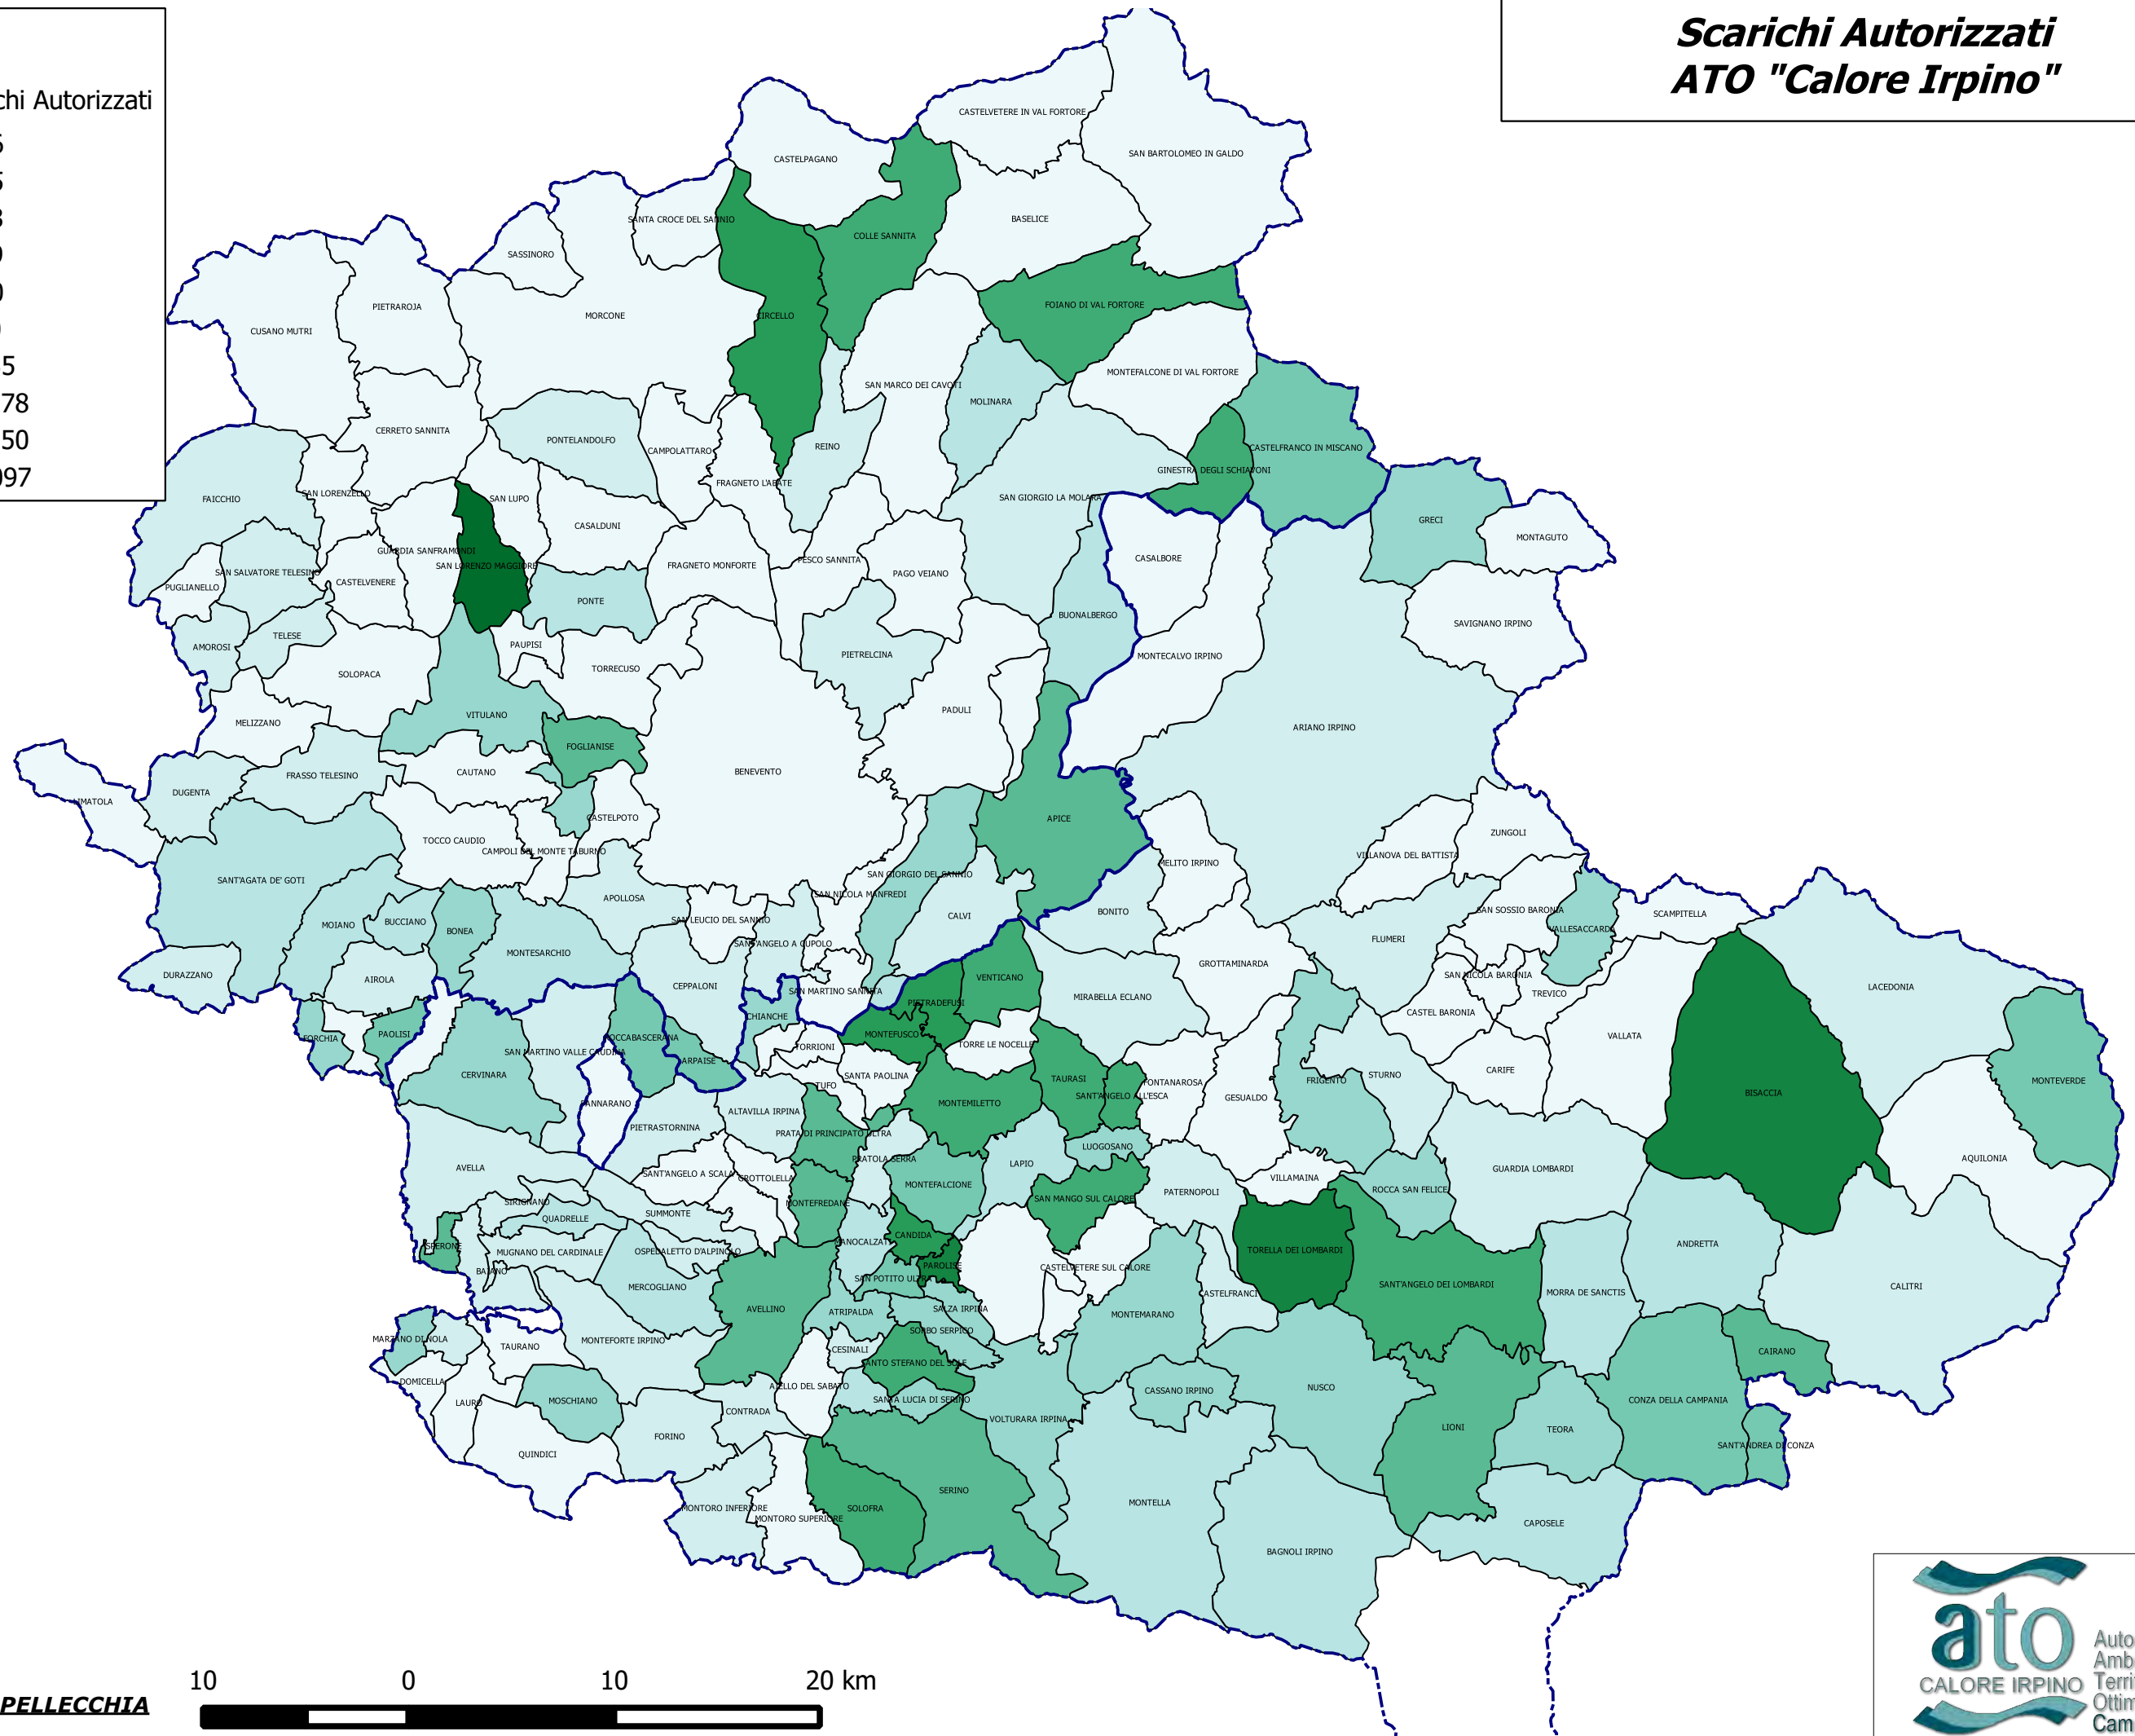 chi Autorizzati
Scarichi Autorizzati
ATO "Calore Irpino"
CASTELVETERE IN VAL FORTORE
CASTELPAGANO
SAN BARTOLOMEO IN GALDO
SANTA CROCE DEL SANNIO
BASELICE
COLLE SANNITA
SASSINORO
PIETRAROJA
FOIANO DI VAL FORTORE
MORCONE
CIRCELLO
CUSANO MUTRI
MONTEFALCONE DI VAL FORTORE
SAN MARCO DEI CAVOTI
MOLINARA
CERRETO SANNITA
PONTELANDOLFO
REINO
CASTELFRANCO IN MISCANO
CAMPOLATTARO
GINESTRA DEGLI SCHIAVONI
FRAGNETO L'ABATE
SAN LORENZELLO
FAICCHIO
SAN LUPO
SAN GIORGIO LA MOLARA
GRECI
CASALDUNI
MONTAGUTO
GUARDIA SANFRAMONDI
CASALBORE
PESCO SANNITA
SAN LORENZO MAGGIORE
FRAGNETO MONFORTE
SAN SALVATORE TELESINO
PAGO VEIANO
CASTELVENERE
PUGLIANELLO
PONTE
BUONALBERGO
SAVIGNANO IRPINO
TELESE
AMOROSI
PAUPISI
PIETRELCINA
MONTECALVO IRPINO
TORRECUSO
SOLOPACA
PADULI
VITULANO
MELIZZANO
ARIANO IRPINO
FOGLIANISE
CAUTANO
BENEVENTO
FRASSO TELESINO
DUGENTA
LIMATOLA
CASTELPOTO
APICE
ZUNGOLI
TOCCO CAUDIO
CAMPOLI DEL MONTE TABURNO
VILLANOVA DEL BATTISTA
MELITO IRPINO
SAN GIORGIO DEL SANNIO
SANT'AGATA DE' GOTI
SAN NICOLA MANFREDI
APOLLOSA
BONITO
SAN SOSSIO BARONIA
SCAMPITELLA
CALVI
SAN LEUCIO DEL SANNIO
BUCCIANO
MOIANO
VALLESACCARDA
BONEA
FLUMERI
SANT'ANGELO A CUPOLO
MONTESARCHIO
GROTTAMINARDA
DURAZZANO
SAN NICOLA BARONIA
VENTICANO
AIROLA
CEPPALONI
LACEDONIA
SAN MARTINO SANNITA
TREVICO
MIRABELLA ECLANO
PIETRADEFUSI
CASTEL BARONIA
CHIANCHE
MONTEFUSCO
PAOLISI
VALLATA
FORCHIA
ROCCABASCERANA
TORRE LE NOCELLE
TORRIONI
SAN MARTINO VALLE CAUDINA
ARPAISE
CARIFE
CERVINARA
STURNO
SANTA PAOLINA
TAURASI
FRIGENTO
MONTEVERDE
FONTANAROSA
TUFO
BISACCIA
SANT'ANGELO ALL'ESCA
GESUALDO
PANNARANO
MONTEMILETTO
ALTAVILLA IRPINA
PIETRASTORNINA
PRATA DI PRINCIPATO ULTRA
LUOGOSANO
AQUILONIA
PRATOLA SERRA
LAPIO
AVELLA
GUARDIA LOMBARDI
SANT'ANGELO A SCALA
GROTTOLELLA
VILLAMAINA
MONTEFALCIONE
ROCCA SAN FELICE
PATERNOPOLI
SAN MANGO SUL CALORE
SIRIGNANO
MONTEFREDANE
SUMMONTE
QUADRELLE
CANDIDA
MANOCALZATI
ANDRETTA
SPERONE
MUGNANO DEL CARDINALE
OSPEDALETTO D'ALPINOLO
TORELLA DEI LOMBARDI
PAROLISE
CASTELVETERE SUL CALORE
BAIANO
SAN POTITO ULTRA
SANT'ANGELO DEI LOMBARDI
CALITRI
MERCOGLIANO
MORRA DE SANCTIS
CASTELFRANCI
AVELLINO
SALZA IRPINA
ATRIPALDA
MONTEMARANO
SORBO SERPICO
MARZANO DI NOLA
MONTEFORTE IRPINO
TAURANO
CESINALI
CAIRANO
SANTO STEFANO DEL SOLE
DOMICELLA
AIELLO DEL SABATO
NUSCO
CASSANO IRPINO
SANTA LUCIA DI SERINO
CONZA DELLA CAMPANIA
MOSCHIANO
LAURO
CONTRADA
VOLTURARA IRPINA
LIONI
TEORA
FORINO
SANT'ANDREA DI CONZA
QUINDICI
SERINO
MONTELLA
MONTORO INFERIORE
SOLOFRA
MONTORO SUPERIORE
CAPOSELE
BAGNOLI IRPINO
10 0 10 20 km
PELLECCHIA
ato
CALORE IRPINO
Auto
Amb
Territ
Ottim
Cam